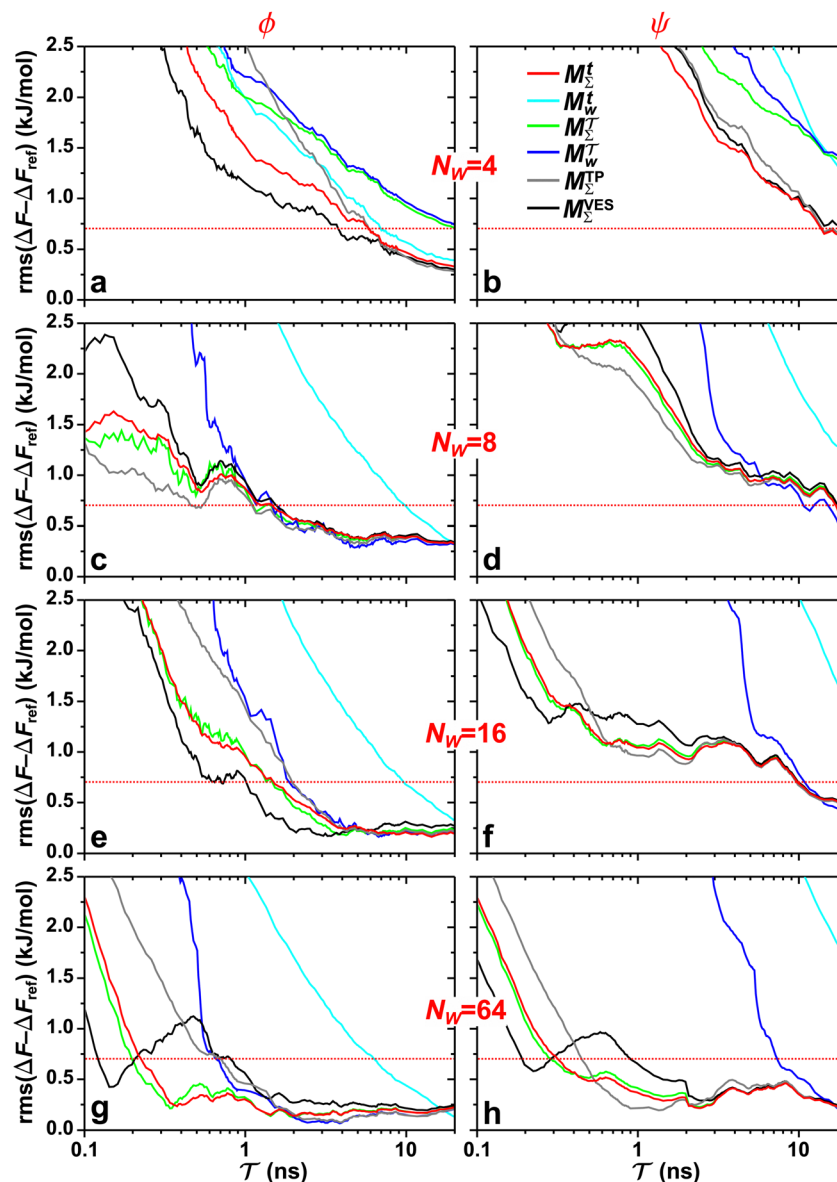 ϕ ψ
rms(ΔF–ΔF_ref) (kJ/mol)
2.5
2.0
1.5
1.0
0.5
0.0
a
b
M_Σ^t
M_w^t
M_Σ^𝒯
M_w^𝒯
M_Σ^TP
M_Σ^VES
N_W=4
rms(ΔF–ΔF_ref) (kJ/mol)
2.5
2.0
1.5
1.0
0.5
0.0
c
d
N_W=8
rms(ΔF–ΔF_ref) (kJ/mol)
2.5
2.0
1.5
1.0
0.5
0.0
e
f
N_W=16
rms(ΔF–ΔF_ref) (kJ/mol)
2.5
2.0
1.5
1.0
0.5
0.0
g
h
N_W=64
0.1 1 10 0.1 1 10
𝒯 (ns) 𝒯 (ns)